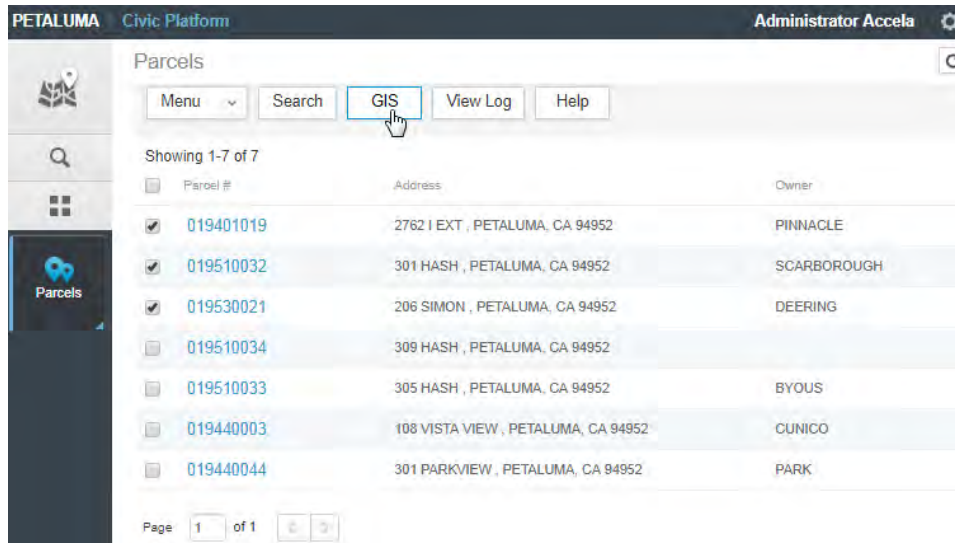 PETALUMA Civic Platform Administrator Accela
Parcels
Menu Search GIS View Log Help
Showing 1-7 of 7
Parcel # Address Owner
019401019 2762 I EXT , PETALUMA, CA 94952 PINNACLE
019510032 301 HASH , PETALUMA, CA 94952 SCARBOROUGH
Parcels
019530021 206 SIMON , PETALUMA, CA 94952 DEERING
019510034 309 HASH , PETALUMA, CA 94952
019510033 305 HASH , PETALUMA, CA 94952 BYOUS
019440003 108 VISTA VIEW , PETALUMA, CA 94952 CUNICO
019440044 301 PARKVIEW , PETALUMA, CA 94952 PARK
Page 1 of 1